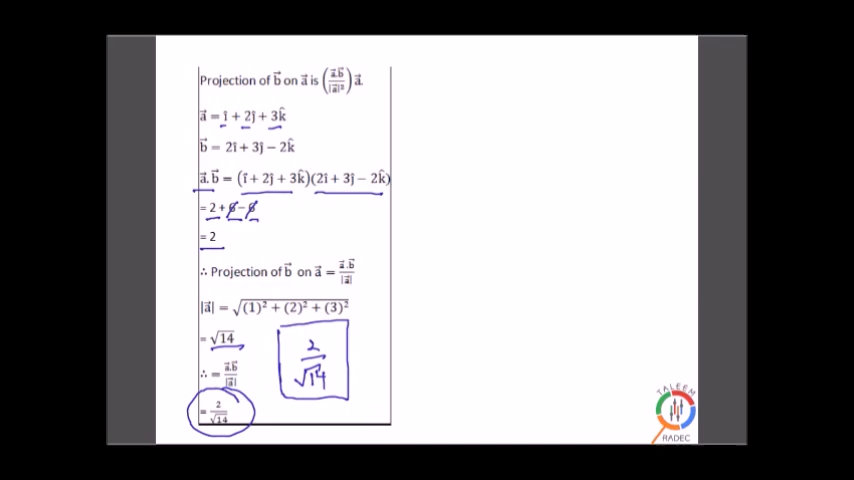 Projection of b⃗ on a⃗ is (a⃗.b⃗/|a⃗|²) a⃗.
a⃗ = î + 2ĵ + 3k̂
b⃗ = 2î + 3ĵ − 2k̂
a⃗.b⃗ = (î + 2ĵ + 3k̂)(2î + 3ĵ − 2k̂)
= 2 + 6 − 6
= 2
∴ Projection of b⃗ on a⃗ = a⃗.b⃗/|a⃗|
|a⃗| = √((1)² + (2)² + (3)²)
= √14
2/√14
∴ = a⃗.b⃗/|a⃗|
= 2/√14
TALEEM
RADEC